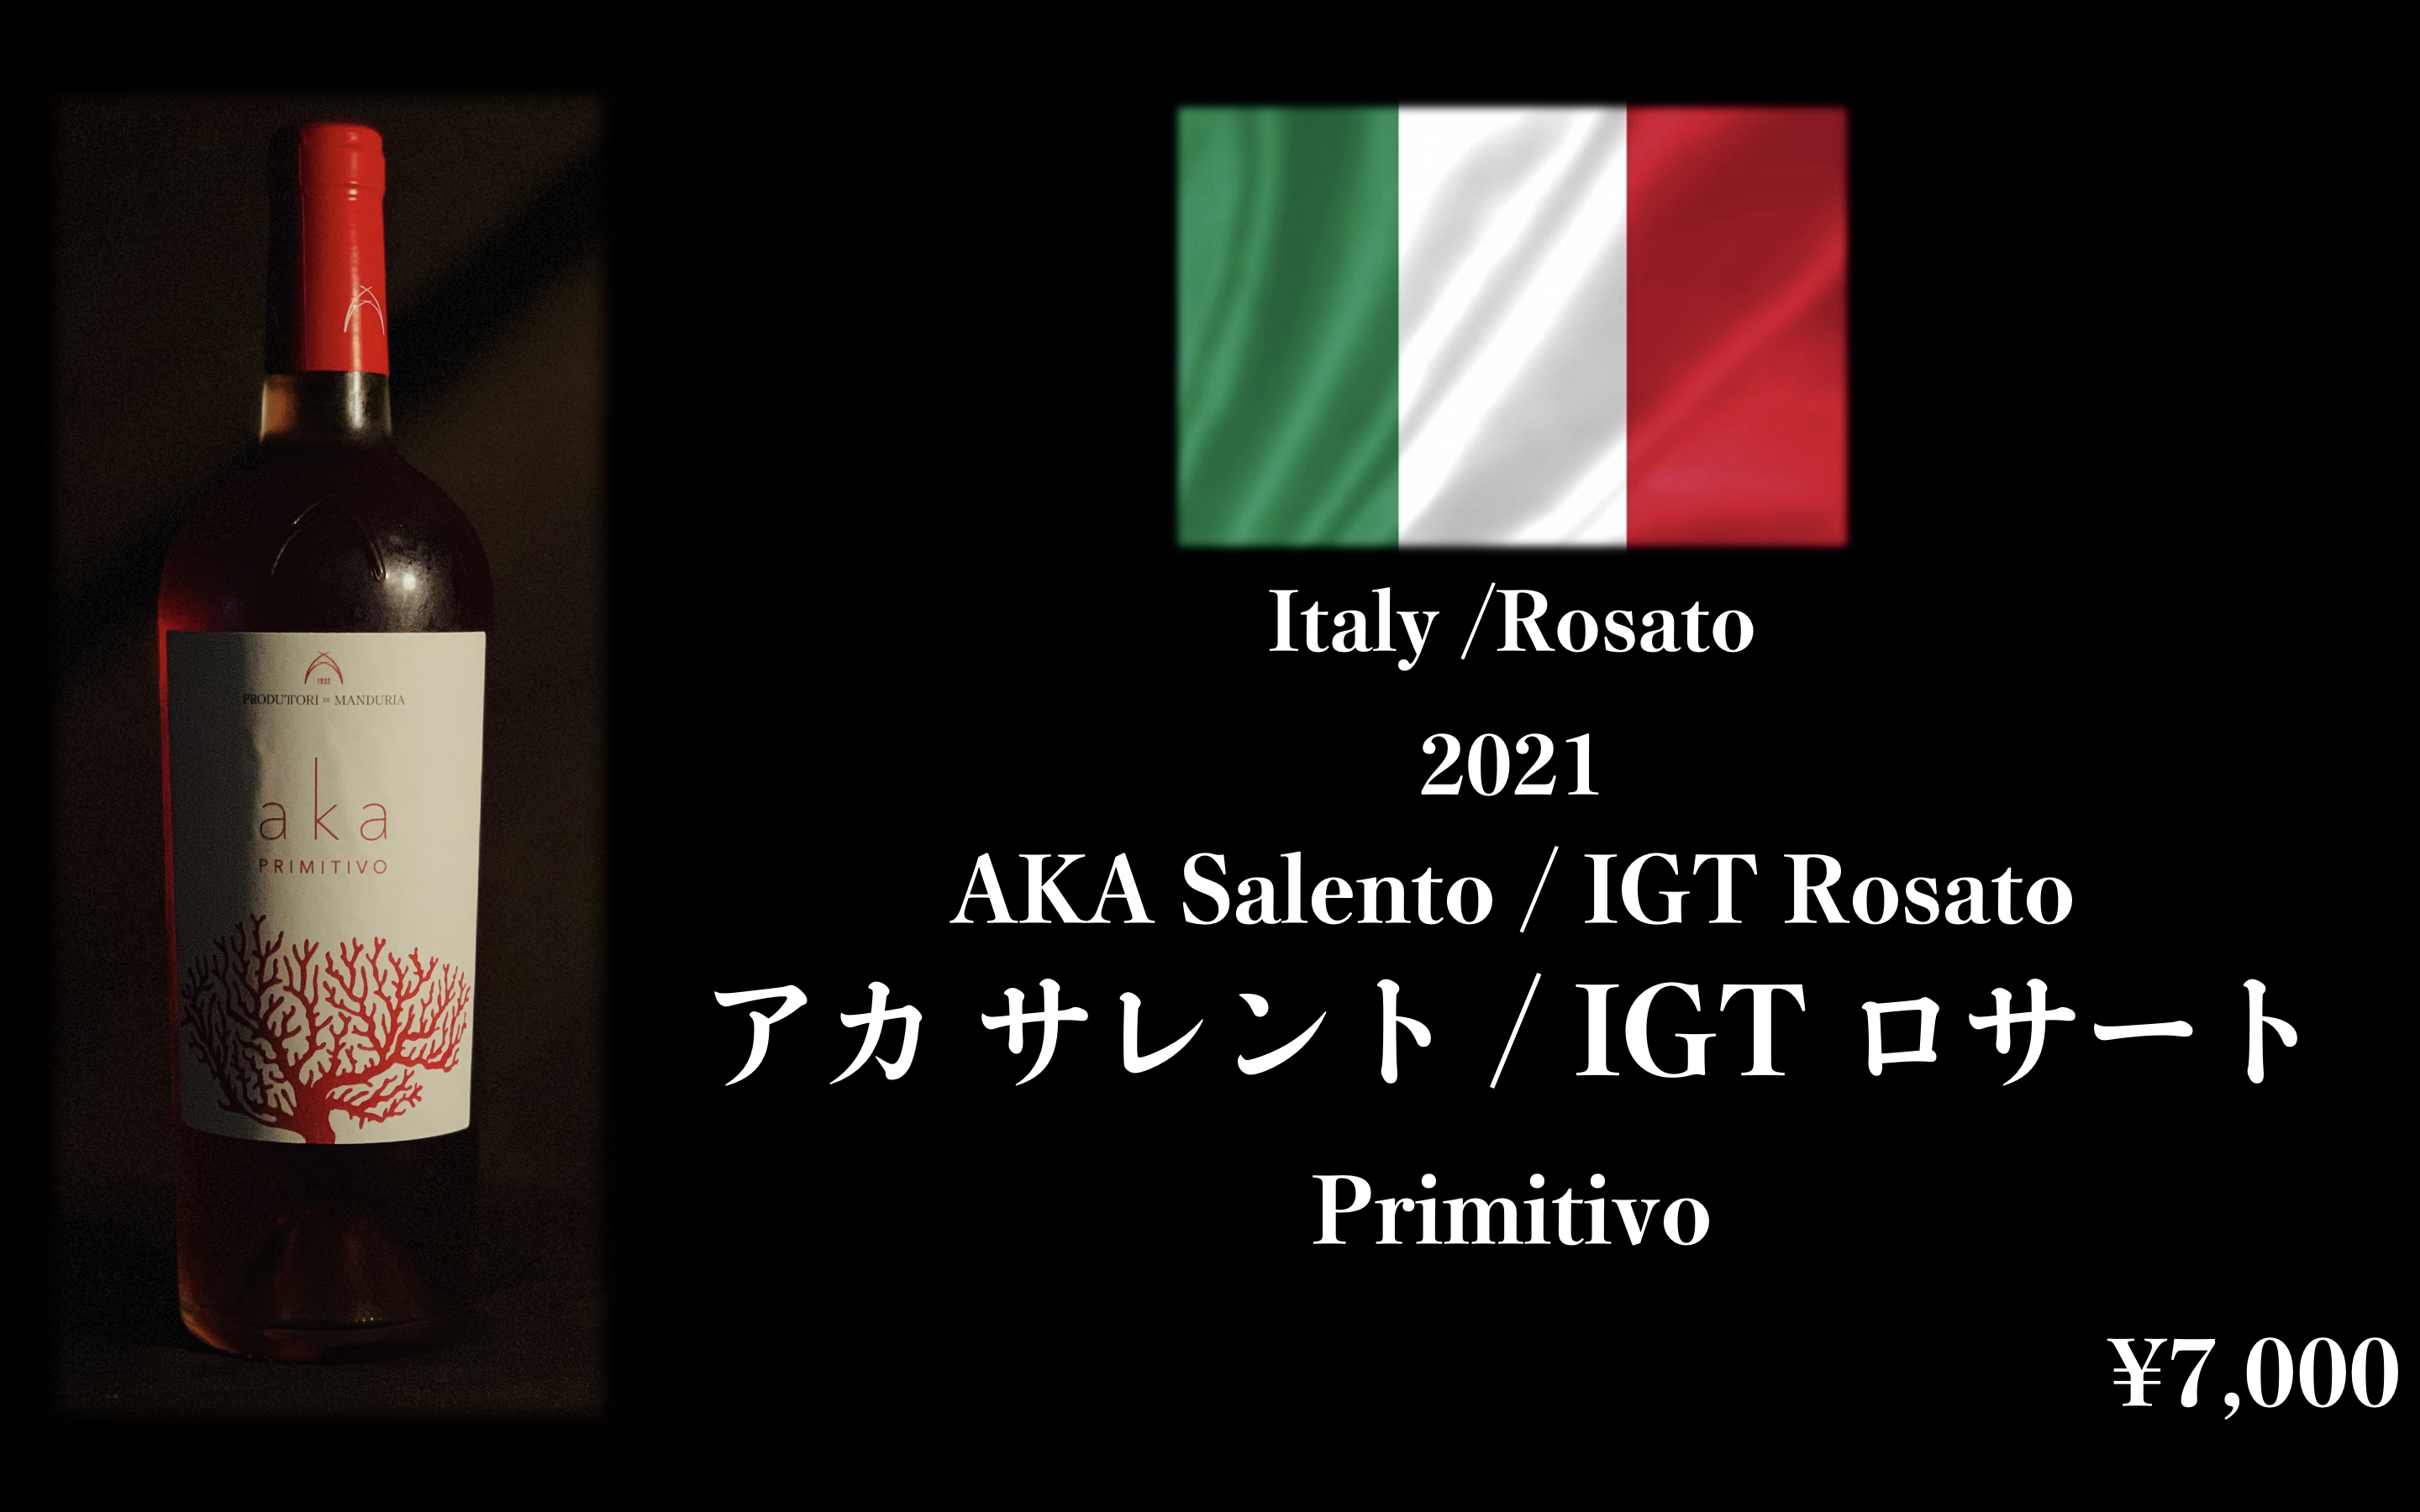 1932
PRODUTTORI DI MANDURIA
aka
PRIMITIVO
Italy /Rosato
2021
AKA Salento / IGT Rosato
アカ サレント / IGT ロサート
Primitivo
¥7,000